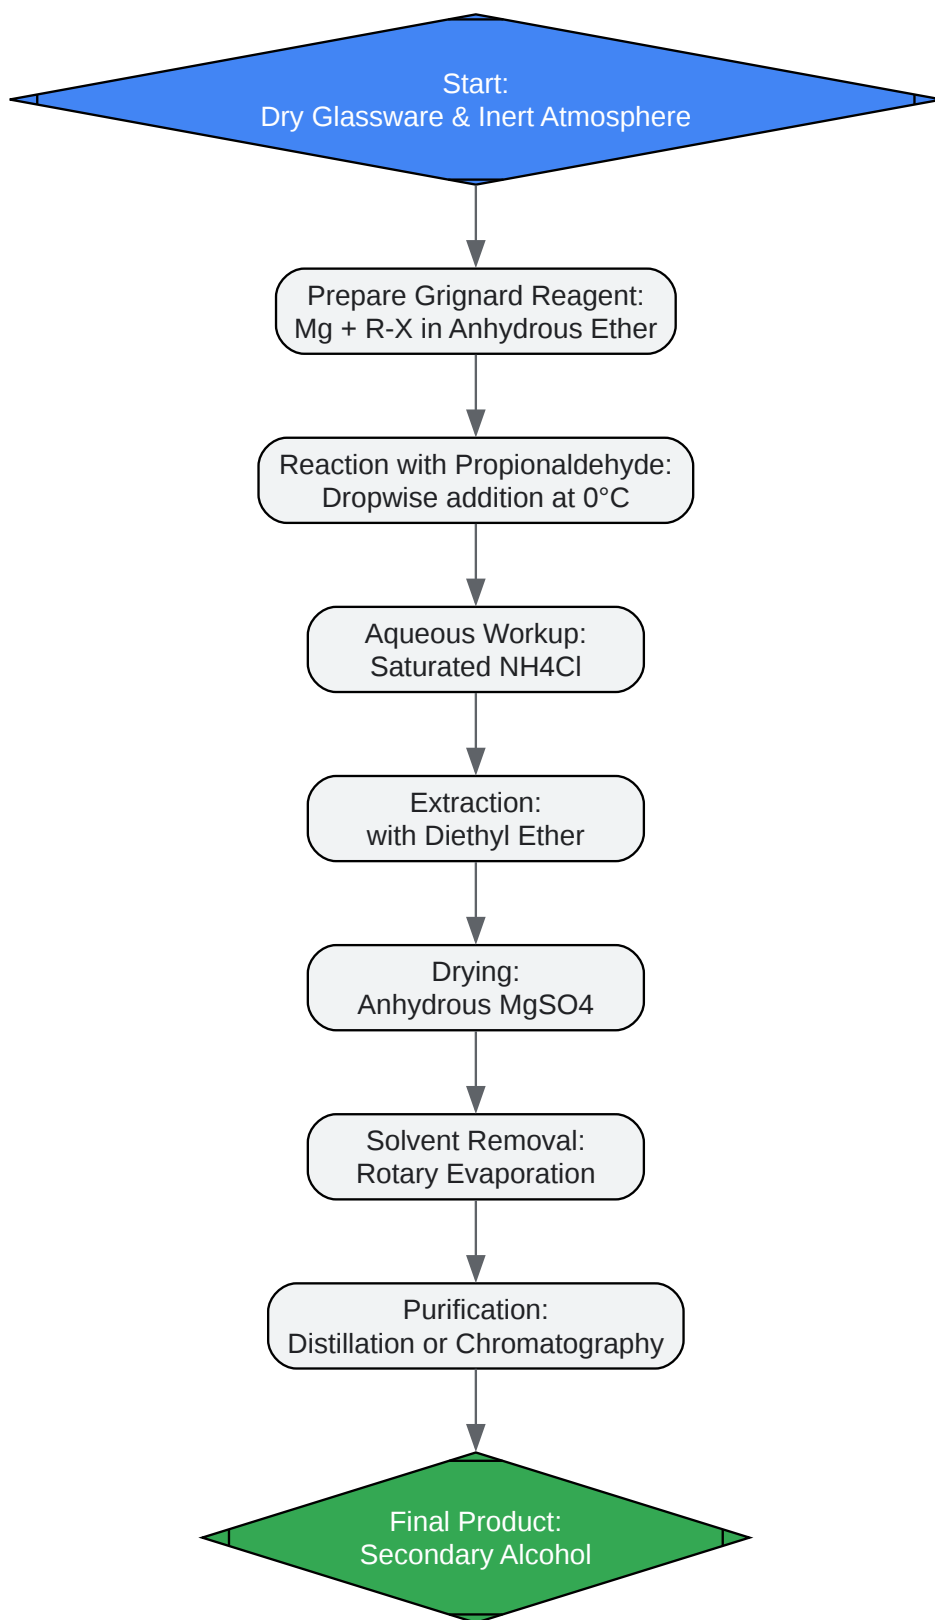 Start:
Dry Glassware & Inert Atmosphere
Prepare Grignard Reagent:
Mg + R-X in Anhydrous Ether
Reaction with Propionaldehyde:
Dropwise addition at 0°C
Aqueous Workup:
Saturated NH4Cl
Extraction:
with Diethyl Ether
Drying:
Anhydrous MgSO4
Solvent Removal:
Rotary Evaporation
Purification:
Distillation or Chromatography
Final Product:
Secondary Alcohol